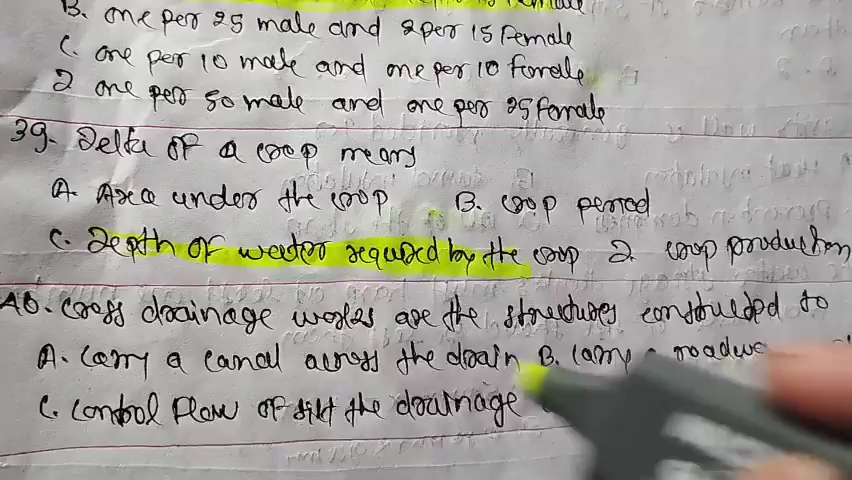 B. one per 25 male and 2 per 15 Female
C. one per 10 male and one per 10 female
D one per 50 male and one per 25 female
39. Delta of a crop means
A. Area under the crop B. crop period
C. Depth of water required by the crop D. crop production
40. Cross drainage works are the structures constructed to
A. Carry a canal across the drain B. Carry
C. Control flow of silt the drainage